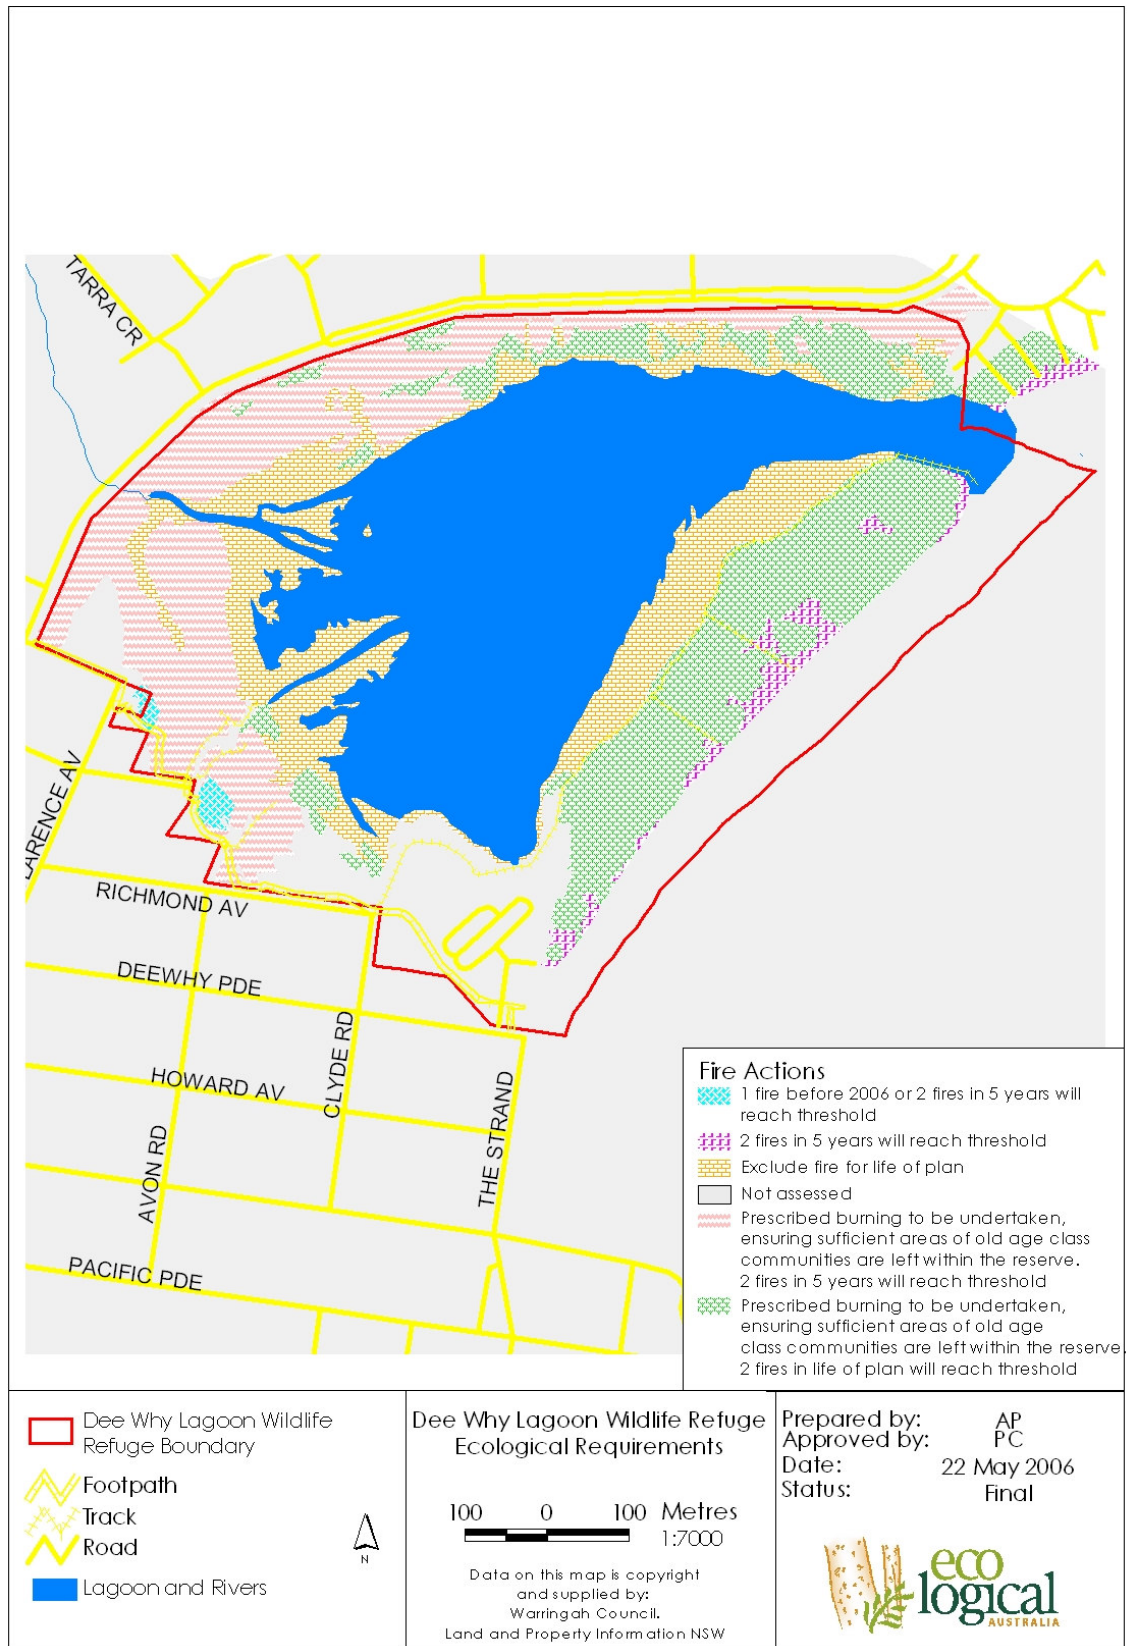 TARRA CR
LARENCE AV
RICHMOND AV
DEEWHY PDE
CLYDE RD
HOWARD AV
THE STRAND
AVON RD
PACIFIC PDE
Fire Actions
1 fire before 2006 or 2 fires in 5 years will
reach threshold
2 fires in 5 years will reach threshold
Exclude fire for life of plan
Not assessed
Prescribed burning to be undertaken,
ensuring sufficient areas of old age class
communities are left within the reserve.
2 fires in 5 years will reach threshold
Prescribed burning to be undertaken,
ensuring sufficient areas of old age
class communities are left within the reserve.
2 fires in life of plan will reach threshold
Dee Why Lagoon Wildlife
Refuge Boundary
Footpath
Track
Road
Lagoon and Rivers
N
Dee Why Lagoon Wildlife Refuge
Ecological Requirements
100 0 100 Metres
1:7000
Data on this map is copyright
and supplied by:
Warringah Council.
Land and Property Information NSW
Prepared by: AP
Approved by: PC
Date: 22 May 2006
Status: Final
eco
logical
AUSTRALIA